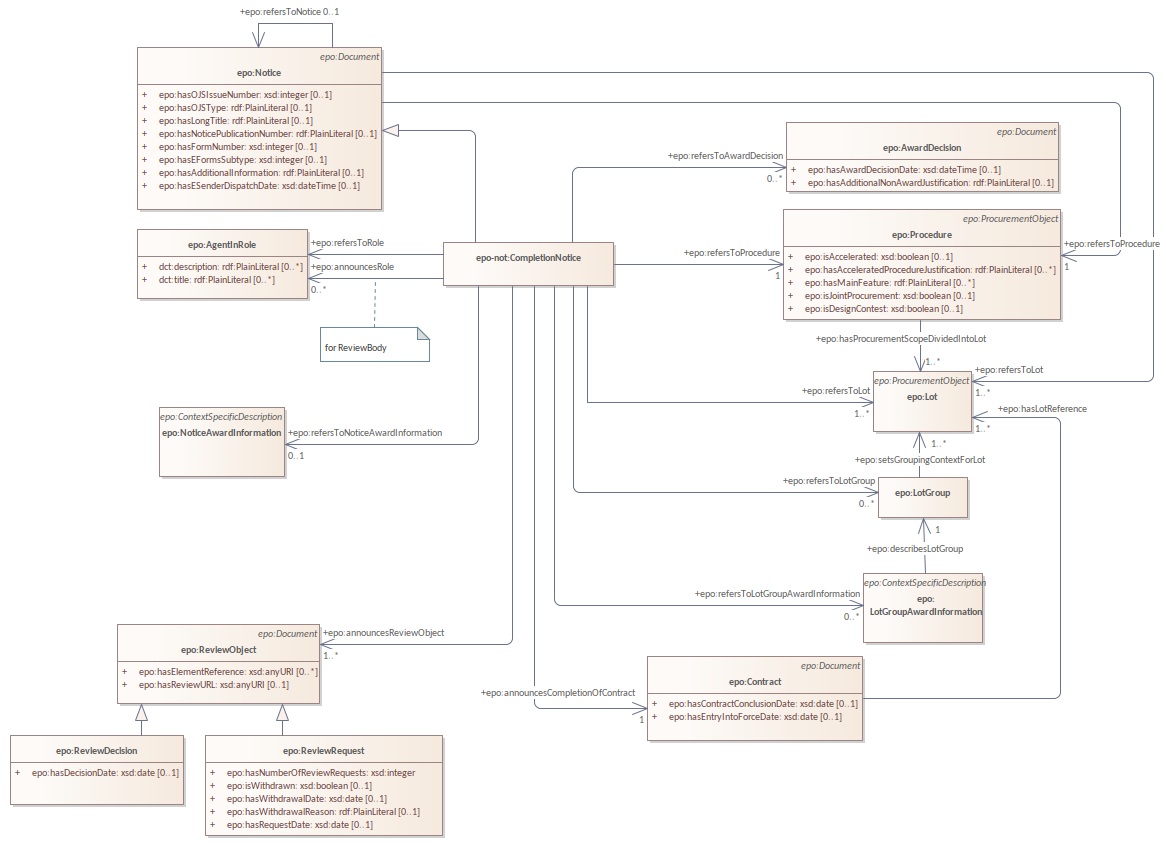 +epo:refersToNotice 0..1
epo:Document
epo:Notice
+ epo:hasOJSIssueNumber: xsd:integer [0..1]
+ epo:hasOJSType: rdf:PlainLiteral [0..1]
+ epo:hasLongTitle: rdf:PlainLiteral [0..1]
+ epo:hasNoticePublicationNumber: rdf:PlainLiteral [0..1]
+ epo:hasFormNumber: xsd:integer [0..1]
+ epo:hasEFormsSubtype: xsd:integer [0..1]
+ epo:hasAdditionalInformation: rdf:PlainLiteral [0..1]
+ epo:hasESenderDispatchDate: xsd:dateTime [0..1]
epo:Document
epo:AwardDecision
+ epo:hasAwardDecisionDate: xsd:dateTime [0..1]
+ epo:hasAdditionalNonAwardJustification: rdf:PlainLiteral [0..1]
+epo:refersToAwardDecision
0..*
epo:AgentInRole
+ dct:description: rdf:PlainLiteral [0..*]
+ dct:title: rdf:PlainLiteral [0..*]
+epo:refersToRole
+epo:announcesRole
0..*
for ReviewBody
epo-not:CompletionNotice
+epo:refersToProcedure
1
epo:ProcurementObject
epo:Procedure
+ epo:isAccelerated: xsd:boolean [0..1]
+ epo:hasAcceleratedProcedureJustification: rdf:PlainLiteral [0..*]
+ epo:hasMainFeature: rdf:PlainLiteral [0..*]
+ epo:isJointProcurement: xsd:boolean [0..1]
+ epo:isDesignContest: xsd:boolean [0..1]
+epo:refersToProcedure
1
+epo:hasProcurementScopeDividedIntoLot
1..*
+epo:refersToLot
1..*
epo:ProcurementObject
epo:Lot
+epo:refersToLot
1..*
+epo:hasLotReference
1..*
epo:ContextSpecificDescription
epo:NoticeAwardInformation
+epo:refersToNoticeAwardInformation
0..1
1..*
+epo:setsGroupingContextForLot
+epo:refersToLotGroup
0..*
epo:LotGroup
1
+epo:describesLotGroup
+epo:refersToLotGroupAwardInformation
0..*
epo:ContextSpecificDescription
epo:
LotGroupAwardInformation
epo:Document
epo:ReviewObject
+ epo:hasElementReference: xsd:anyURI [0..*]
+ epo:hasReviewURL: xsd:anyURI [0..1]
+epo:announcesReviewObject
1..*
+epo:announcesCompletionOfContract
1
epo:Document
epo:Contract
+ epo:hasContractConclusionDate: xsd:date [0..1]
+ epo:hasEntryIntoForceDate: xsd:date [0..1]
epo:ReviewDecision
+ epo:hasDecisionDate: xsd:date [0..1]
epo:ReviewRequest
+ epo:hasNumberOfReviewRequests: xsd:integer
+ epo:isWithdrawn: xsd:boolean [0..1]
+ epo:hasWithdrawalDate: xsd:date [0..1]
+ epo:hasWithdrawalReason: rdf:PlainLiteral [0..1]
+ epo:hasRequestDate: xsd:date [0..1]